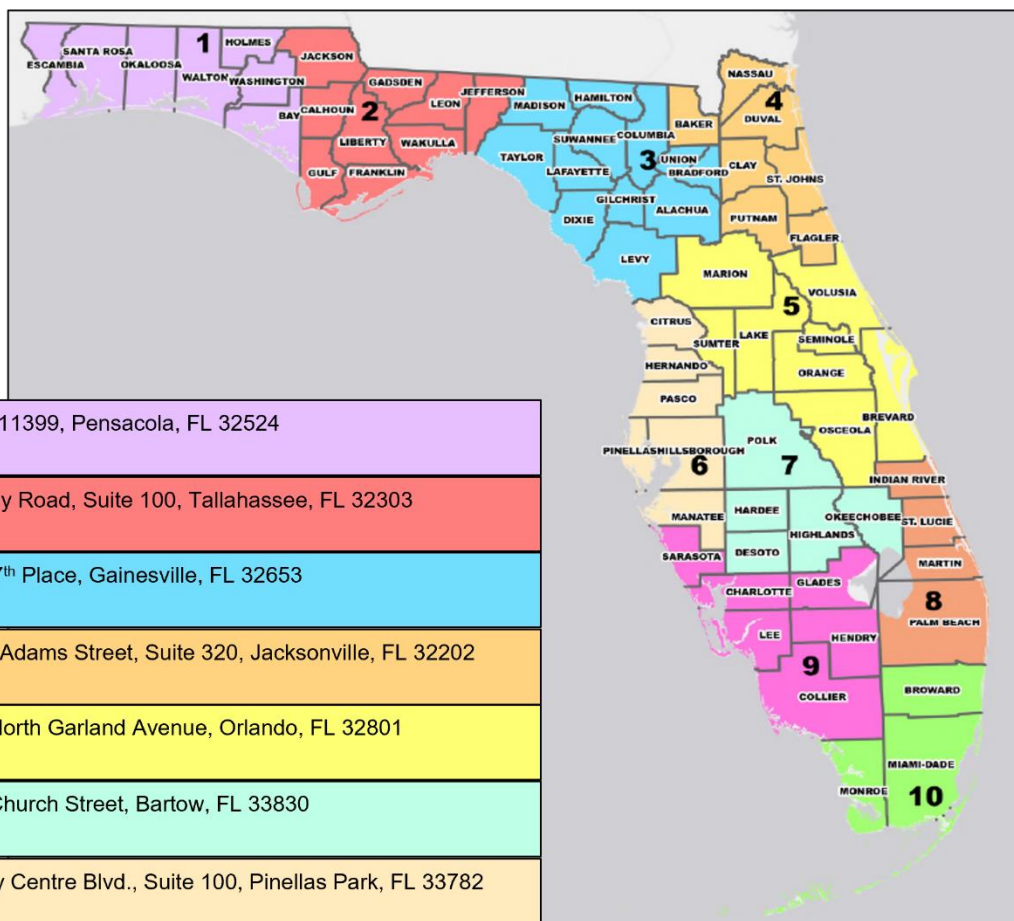 1
HOLMES
SANTA ROSA
ESCAMBIA
OKALOOSA
WALTON
WASHINGTON
BAY
JACKSON
GADSDEN
CALHOUN
2
LEON
JEFFERSON
LIBERTY
WAKULLA
GULF
FRANKLIN
MADISON
HAMILTON
SUWANNEE
COLUMBIA
TAYLOR
LAFAYETTE
3
UNION
BRADFORD
GILCHRIST
ALACHUA
DIXIE
LEVY
NASSAU
4
DUVAL
BAKER
CLAY
ST. JOHNS
PUTNAM
FLAGLER
MARION
VOLUSIA
5
LAKE
SUMTER
SEMINOLE
ORANGE
BREVARD
OSCEOLA
CITRUS
HERNANDO
PASCO
PINELLAS
HILLSBOROUGH
6
MANATEE
POLK
7
HARDEE
HIGHLANDS
OKEECHOBEE
DESOTO
INDIAN RIVER
ST. LUCIE
MARTIN
8
PALM BEACH
SARASOTA
CHARLOTTE
GLADES
LEE
HENDRY
9
COLLIER
BROWARD
MIAMI-DADE
MONROE
10
11399, Pensacola, FL 32524
y Road, Suite 100, Tallahassee, FL 32303
7th Place, Gainesville, FL 32653
Adams Street, Suite 320, Jacksonville, FL 32202
North Garland Avenue, Orlando, FL 32801
Church Street, Bartow, FL 33830
y Centre Blvd., Suite 100, Pinellas Park, FL 33782